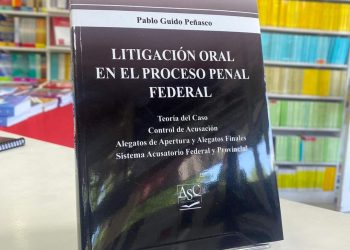 Pablo Guido Peñasco
LITIGACIÓN ORAL
EN EL PROCESO PENAL
FEDERAL
Teoría del Caso
Control de Acusación
Alegatos de Apertura y Alegatos Finales
Sistema Acusatorio Federal y Provincial
AsC